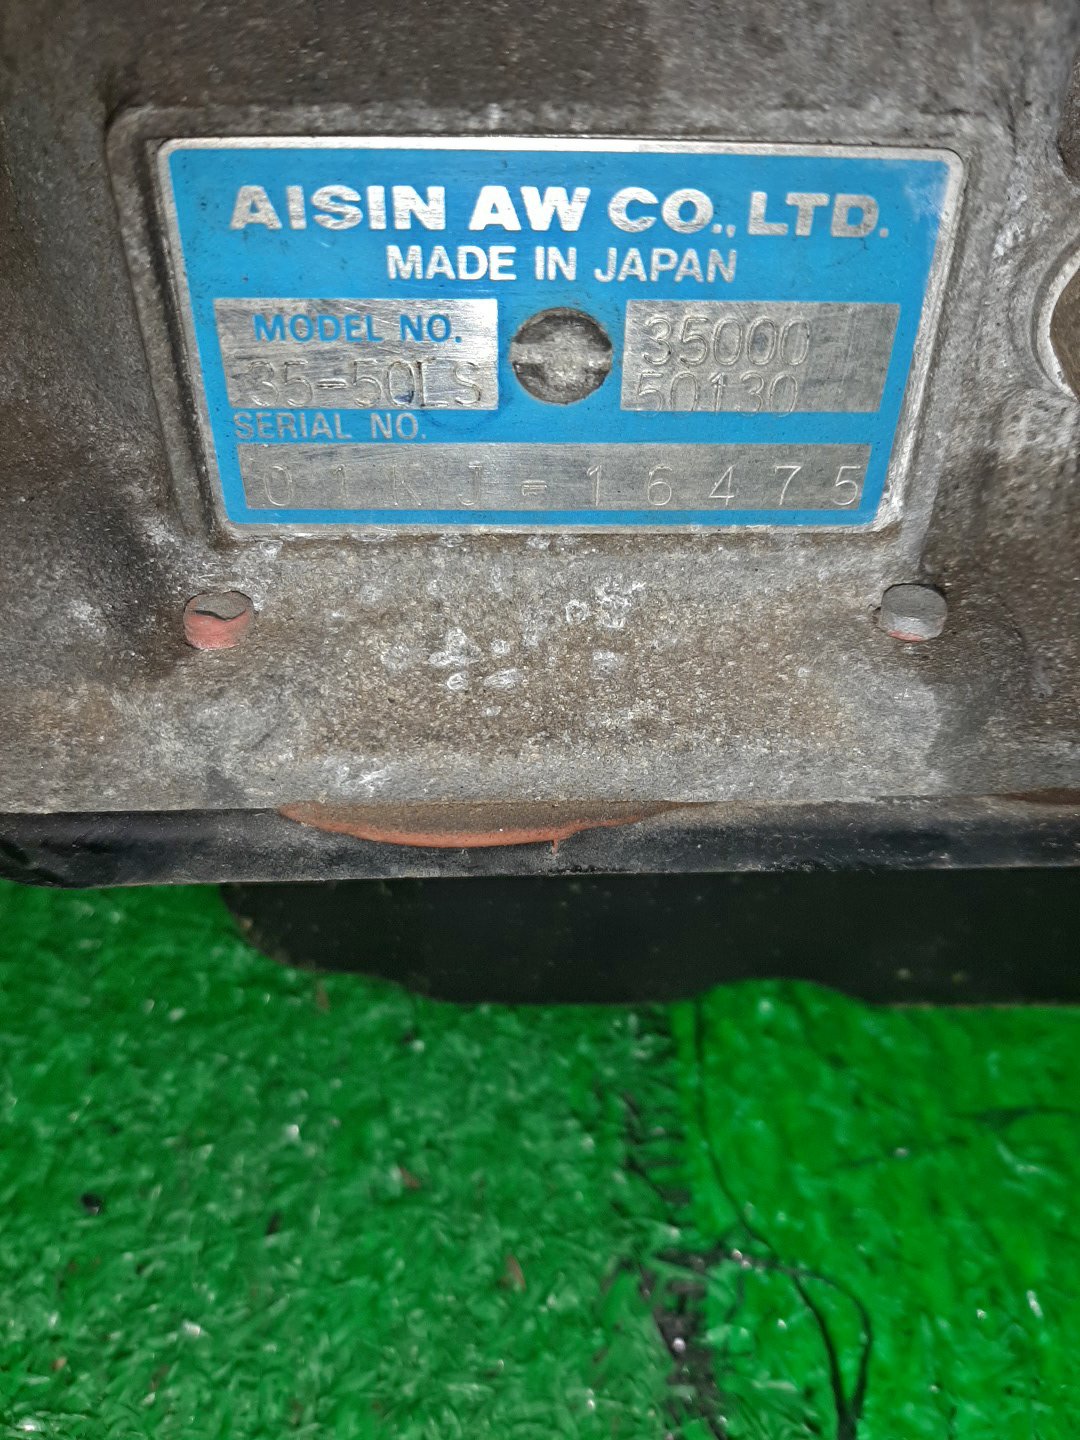 AISIN AW CO., LTD.
MADE IN JAPAN
MODEL NO.
35-50LS
35000
50130
SERIAL NO.
01KJ-16475